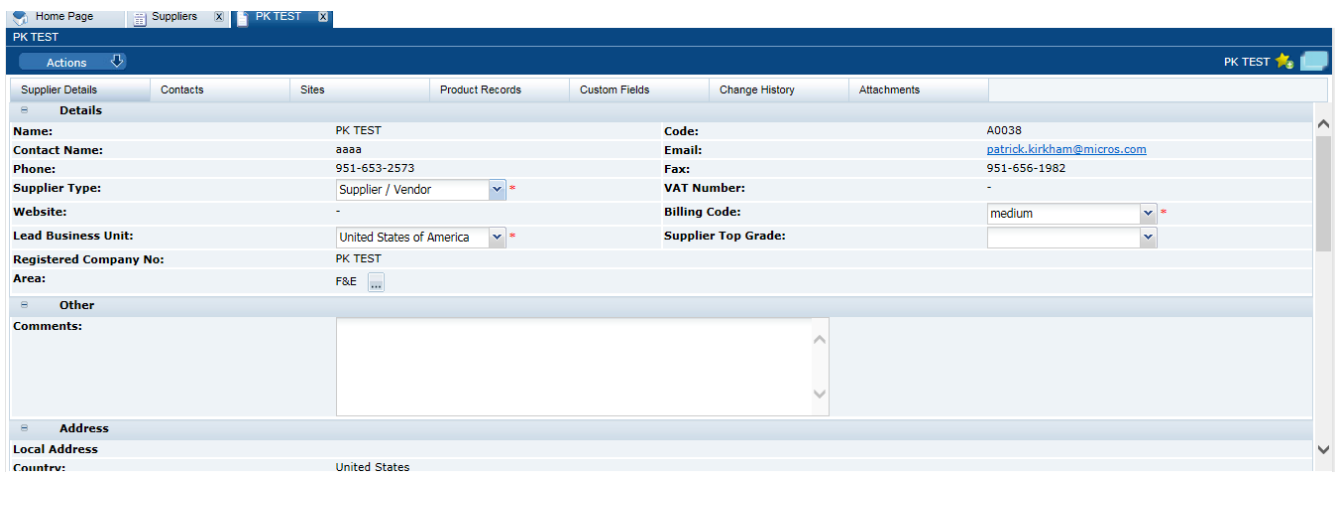 Home Page Suppliers X PK TEST X
PK TEST
Actions PK TEST
Supplier Details Contacts Sites Product Records Custom Fields Change History Attachments
Details
Name: PK TEST Code: A0038
Contact Name: aaaa Email: patrick.kirkham@micros.com
Phone: 951-653-2573 Fax: 951-656-1982
Supplier Type: Supplier / Vendor * VAT Number: -
Website: - Billing Code: medium *
Lead Business Unit: United States of America * Supplier Top Grade:
Registered Company No: PK TEST
Area: F&E ...
Other
Comments:
Address
Local Address
Country: United States